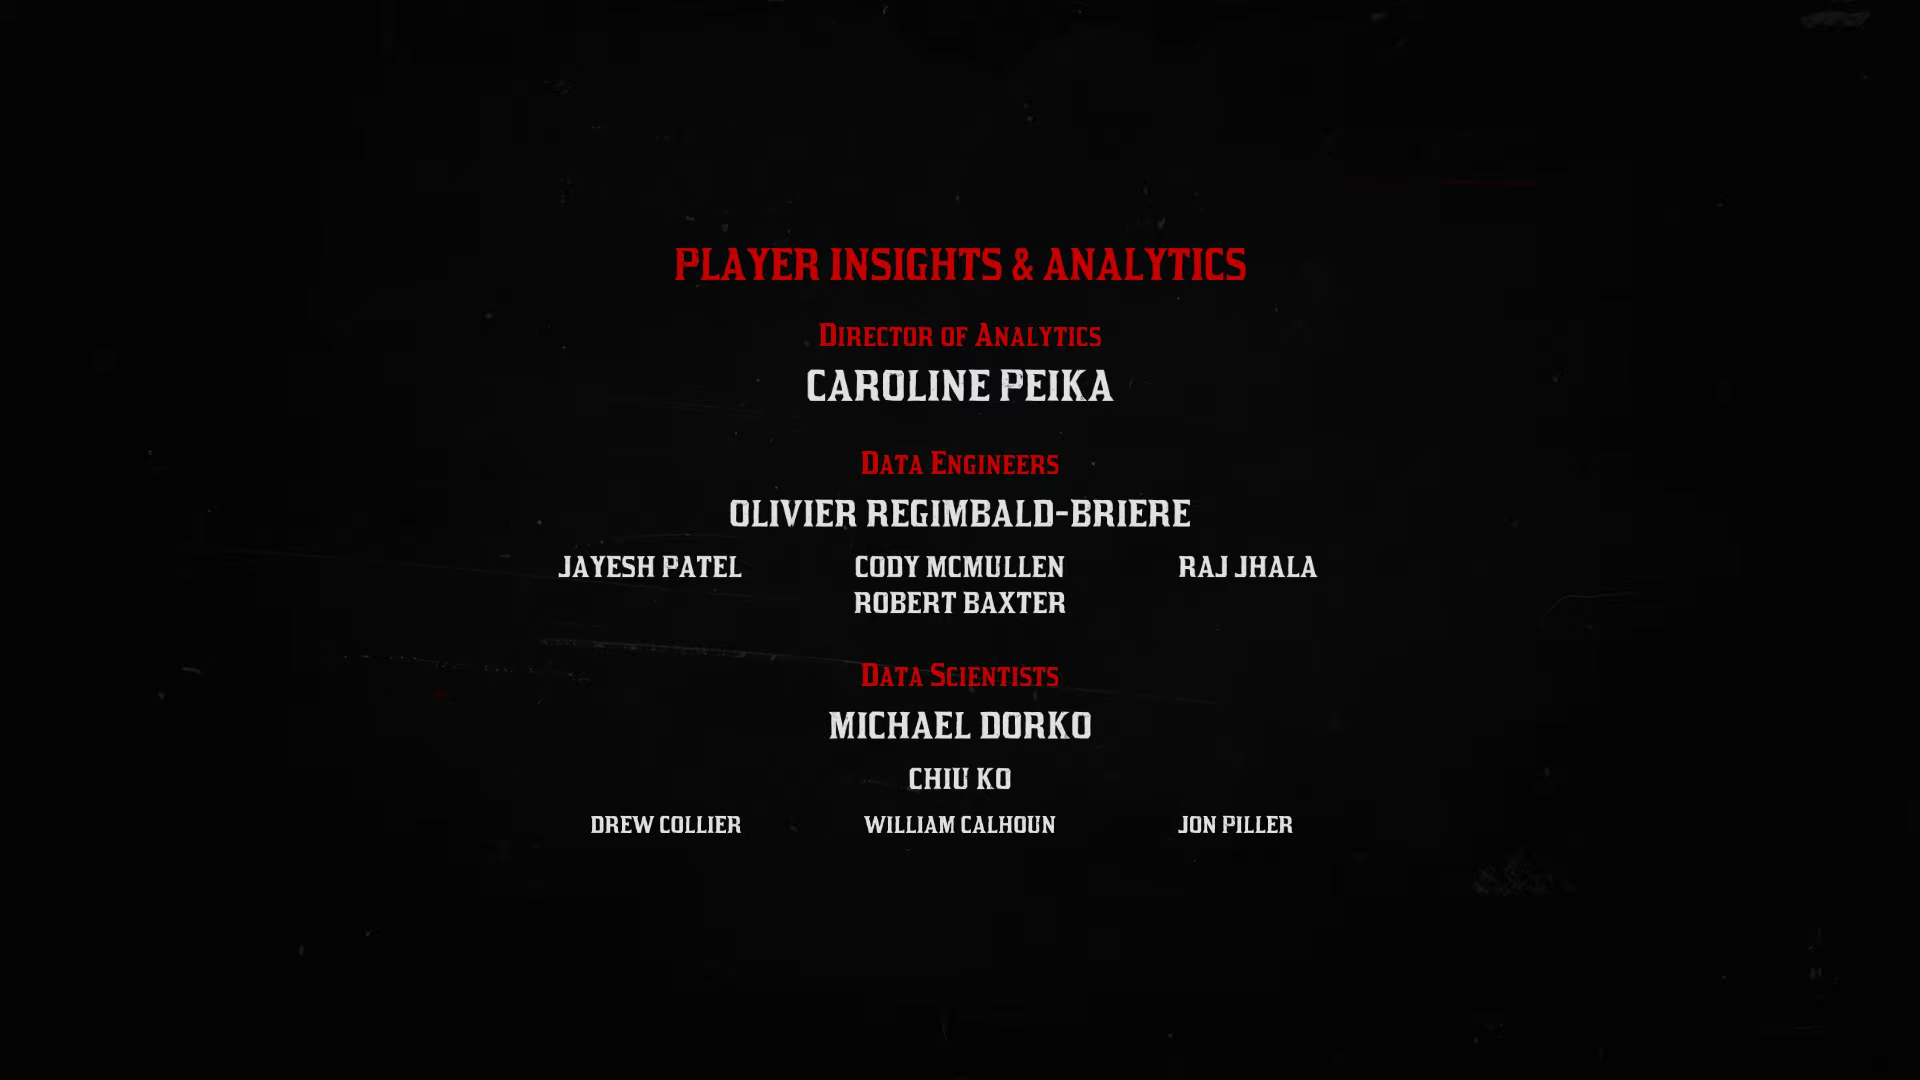 PLAYER INSIGHTS & ANALYTICS
DIRECTOR OF ANALYTICS
CAROLINE PEIKA
DATA ENGINEERS
OLIVIER REGIMBALD-BRIERE
JAYESH PATEL CODY MCMULLEN RAJ JHALA
ROBERT BAXTER
DATA SCIENTISTS
MICHAEL DORKO
CHIU KO
DREW COLLIER WILLIAM CALHOUN JON PILLER